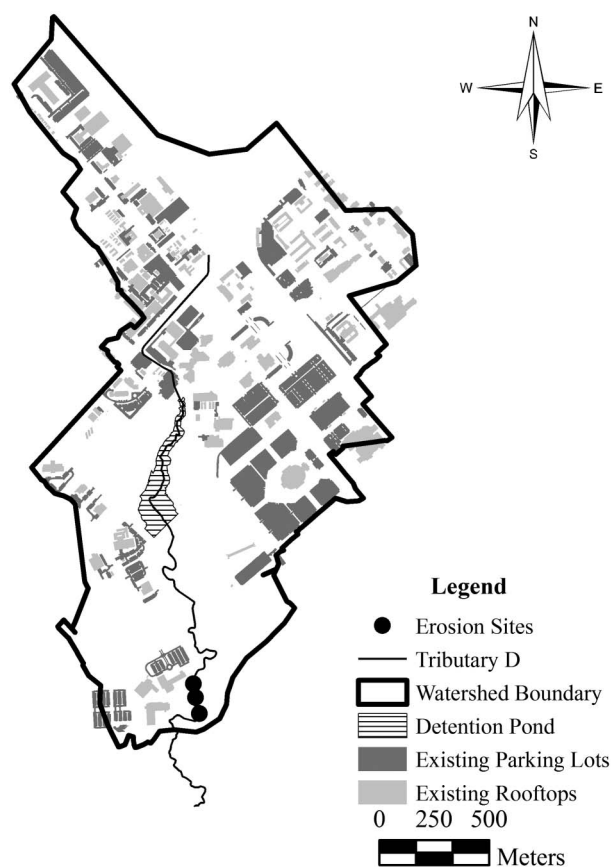 N
W E
S
Legend
Erosion Sites
Tributary D
Watershed Boundary
Detention Pond
Existing Parking Lots
Existing Rooftops
0 250 500
Meters